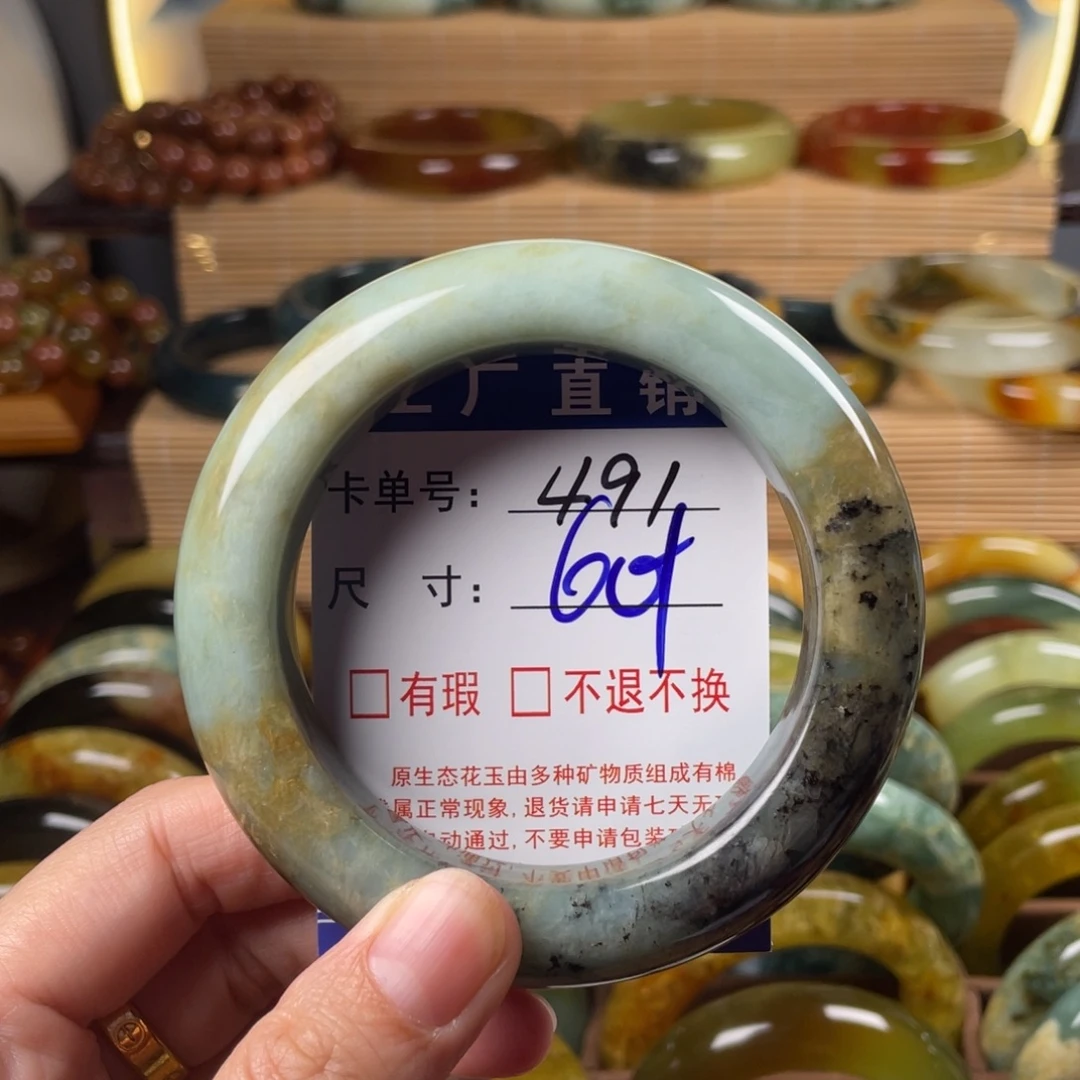 工厂直销
卡单号: 491
尺 寸: 60
□有瑕 □不退不换
原生态花玉由多种矿物质组成有棉
属正常现象,退货请申请七天无
动通过,不要申请包装